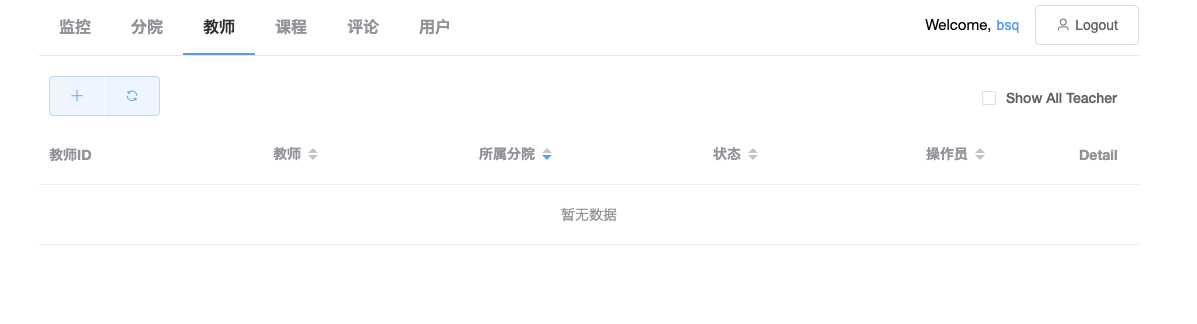 监控 分院 教师 课程 评论 用户 Welcome, bsq Logout
Show All Teacher
教师ID 教师 所属分院 状态 操作员 Detail
暂无数据